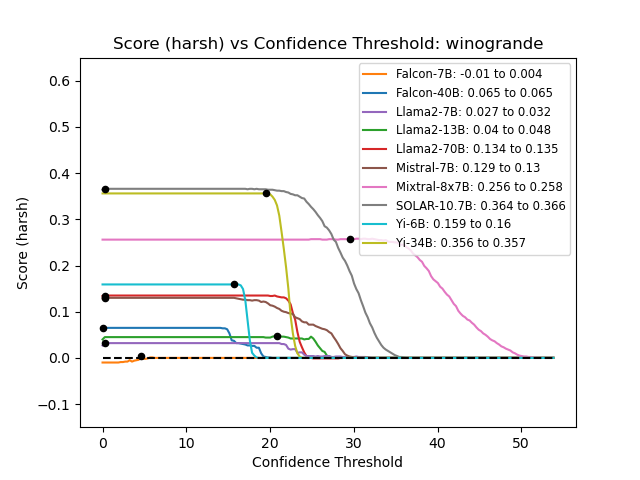 Score (harsh) vs Confidence Threshold: winogrande
Falcon-7B: -0.01 to 0.004
Falcon-40B: 0.065 to 0.065
Llama2-7B: 0.027 to 0.032
Llama2-13B: 0.04 to 0.048
Llama2-70B: 0.134 to 0.135
Mistral-7B: 0.129 to 0.13
Mixtral-8x7B: 0.256 to 0.258
SOLAR-10.7B: 0.364 to 0.366
Yi-6B: 0.159 to 0.16
Yi-34B: 0.356 to 0.357
Score (harsh)
0.6
0.5
0.4
0.3
0.2
0.1
0.0
−0.1
0 10 20 30 40 50
Confidence Threshold